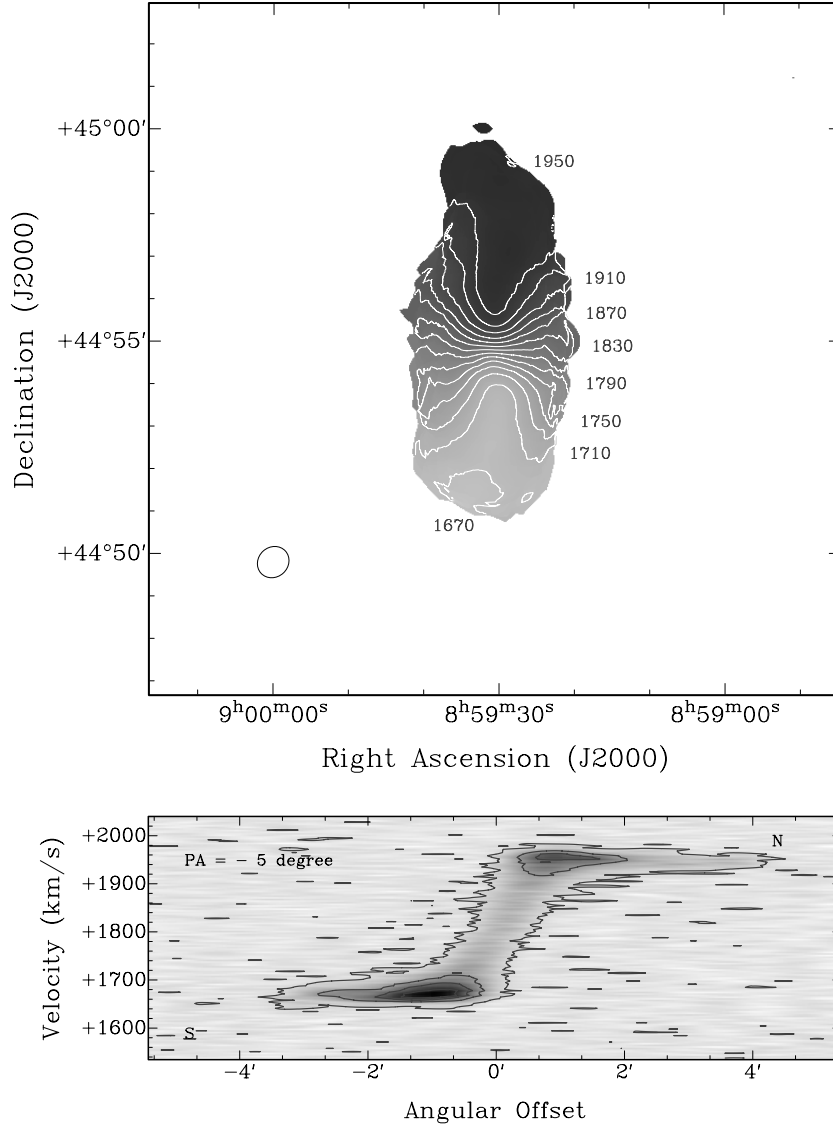 +45°00′
1950
1910
1870
+44°55′
1830
1790
1750
1710
1670
+44°50′
9ʰ00ᵐ00ˢ 8ʰ59ᵐ30ˢ 8ʰ59ᵐ00ˢ
Right Ascension (J2000)
Declination (J2000)
+2000
N
PA = − 5 degree
+1900
+1800
+1700
+1600
S
−4′ −2′ 0′ 2′ 4′
Angular Offset
Velocity (km/s)